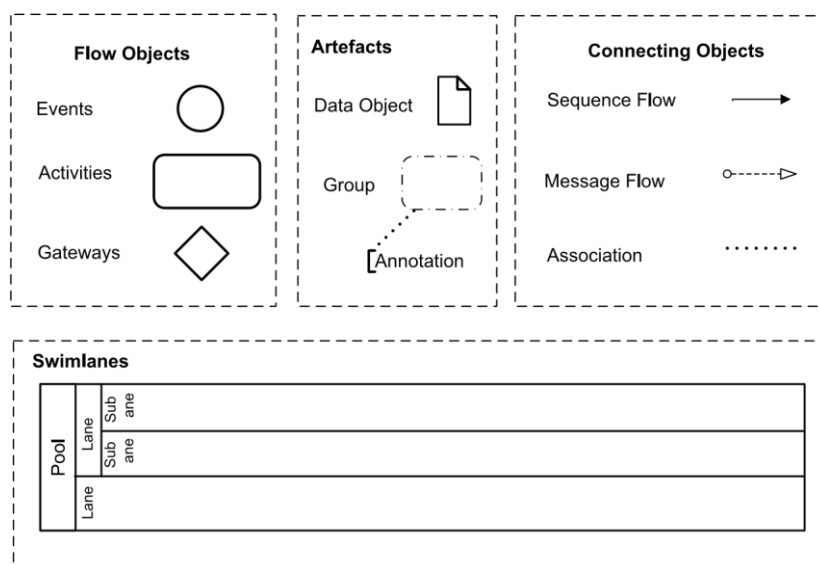 Flow Objects
Events
Activities
Gateways
Artefacts
Data Object
Group
Annotation
Connecting Objects
Sequence Flow
Message Flow
Association
Swimlanes
Pool
Lane
Sub
ane
Sub
ane
Lane